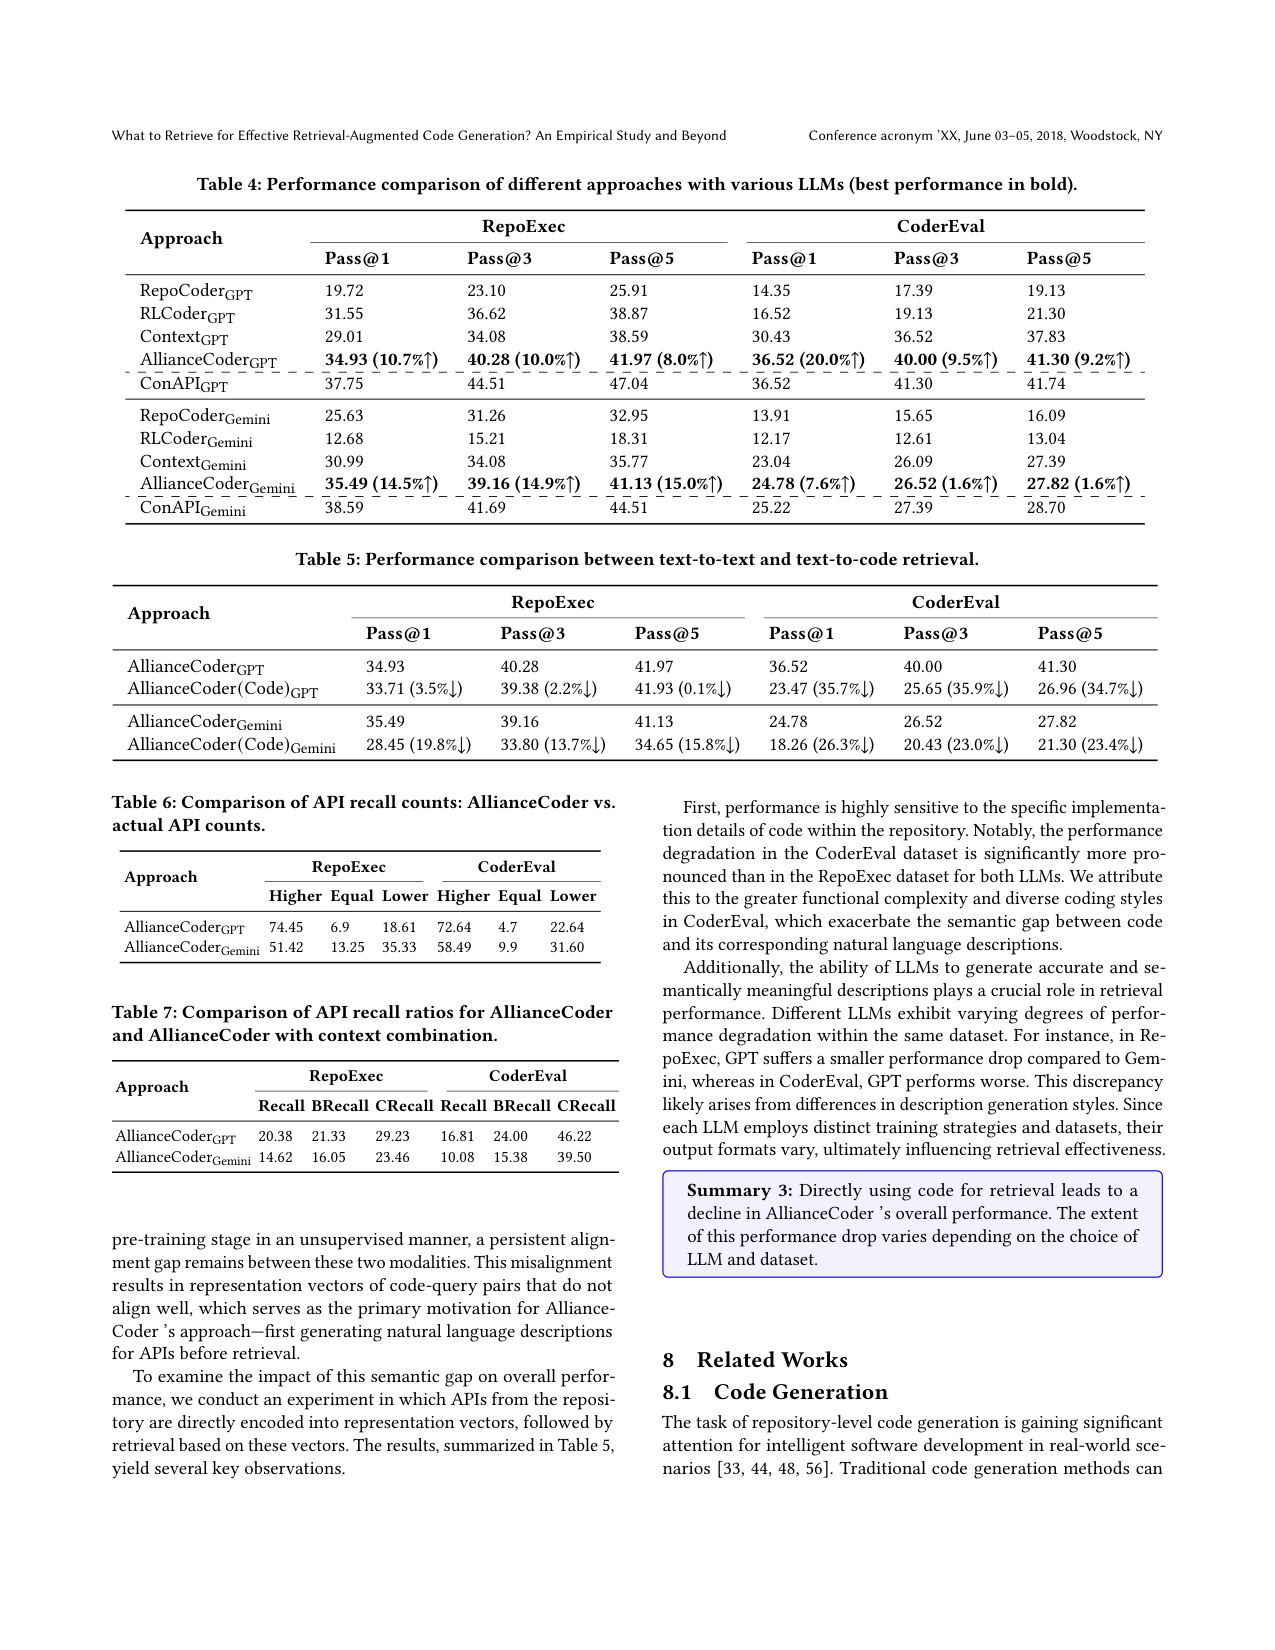 What to Retrieve for Effective Retrieval-Augmented Code Generation? An Empirical Study and Beyond Conference acronym ’XX, June 03–05, 2018, Woodstock, NY
Table 4: Performance comparison of different approaches with various LLMs (best performance in bold).
Approach RepoExec CoderEval
Pass@1 Pass@3 Pass@5 Pass@1 Pass@3 Pass@5
RepoCoderGPT 19.72 23.10 25.91 14.35 17.39 19.13
RLCoderGPT 31.55 36.62 38.87 16.52 19.13 21.30
ContextGPT 29.01 34.08 38.59 30.43 36.52 37.83
AllianceCoderGPT 34.93 (10.7%↑) 40.28 (10.0%↑) 41.97 (8.0%↑) 36.52 (20.0%↑) 40.00 (9.5%↑) 41.30 (9.2%↑)
ConAPIGPT 37.75 44.51 47.04 36.52 41.30 41.74
RepoCoderGemini 25.63 31.26 32.95 13.91 15.65 16.09
RLCoderGemini 12.68 15.21 18.31 12.17 12.61 13.04
ContextGemini 30.99 34.08 35.77 23.04 26.09 27.39
AllianceCoderGemini 35.49 (14.5%↑) 39.16 (14.9%↑) 41.13 (15.0%↑) 24.78 (7.6%↑) 26.52 (1.6%↑) 27.82 (1.6%↑)
ConAPIGemini 38.59 41.69 44.51 25.22 27.39 28.70
Table 5: Performance comparison between text-to-text and text-to-code retrieval.
Approach RepoExec CoderEval
Pass@1 Pass@3 Pass@5 Pass@1 Pass@3 Pass@5
AllianceCoderGPT 34.93 40.28 41.97 36.52 40.00 41.30
AllianceCoder(Code)GPT 33.71 (3.5%↓) 39.38 (2.2%↓) 41.93 (0.1%↓) 23.47 (35.7%↓) 25.65 (35.9%↓) 26.96 (34.7%↓)
AllianceCoderGemini 35.49 39.16 41.13 24.78 26.52 27.82
AllianceCoder(Code)Gemini 28.45 (19.8%↓) 33.80 (13.7%↓) 34.65 (15.8%↓) 18.26 (26.3%↓) 20.43 (23.0%↓) 21.30 (23.4%↓)
Table 6: Comparison of API recall counts: AllianceCoder vs.
actual API counts.
Approach RepoExec CoderEval
Higher Equal Lower Higher Equal Lower
AllianceCoderGPT 74.45 6.9 18.61 72.64 4.7 22.64
AllianceCoderGemini 51.42 13.25 35.33 58.49 9.9 31.60
Table 7: Comparison of API recall ratios for AllianceCoder
and AllianceCoder with context combination.
Approach RepoExec CoderEval
Recall BRecall CRecall Recall BRecall CRecall
AllianceCoderGPT 20.38 21.33 29.23 16.81 24.00 46.22
AllianceCoderGemini 14.62 16.05 23.46 10.08 15.38 39.50
pre-training stage in an unsupervised manner, a persistent align-
ment gap remains between these two modalities. This misalignment
results in representation vectors of code-query pairs that do not
align well, which serves as the primary motivation for Alliance-
Coder ’s approach—first generating natural language descriptions
for APIs before retrieval.
To examine the impact of this semantic gap on overall perfor-
mance, we conduct an experiment in which APIs from the reposi-
tory are directly encoded into representation vectors, followed by
retrieval based on these vectors. The results, summarized in Table 5,
yield several key observations.
First, performance is highly sensitive to the specific implementa-
tion details of code within the repository. Notably, the performance
degradation in the CoderEval dataset is significantly more pro-
nounced than in the RepoExec dataset for both LLMs. We attribute
this to the greater functional complexity and diverse coding styles
in CoderEval, which exacerbate the semantic gap between code
and its corresponding natural language descriptions.
Additionally, the ability of LLMs to generate accurate and se-
mantically meaningful descriptions plays a crucial role in retrieval
performance. Different LLMs exhibit varying degrees of perfor-
mance degradation within the same dataset. For instance, in Re-
poExec, GPT suffers a smaller performance drop compared to Gem-
ini, whereas in CoderEval, GPT performs worse. This discrepancy
likely arises from differences in description generation styles. Since
each LLM employs distinct training strategies and datasets, their
output formats vary, ultimately influencing retrieval effectiveness.
Summary 3: Directly using code for retrieval leads to a
decline in AllianceCoder ’s overall performance. The extent
of this performance drop varies depending on the choice of
LLM and dataset.
8 Related Works
8.1 Code Generation
The task of repository-level code generation is gaining significant
attention for intelligent software development in real-world sce-
narios [33, 44, 48, 56]. Traditional code generation methods can